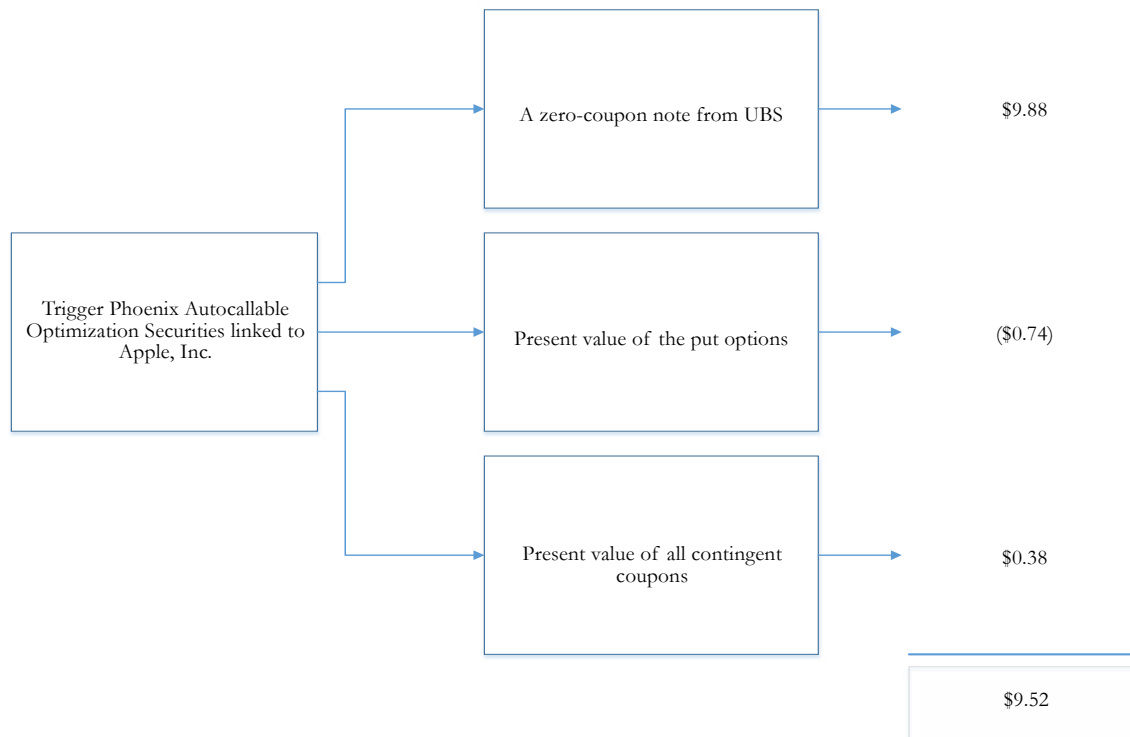 A zero-coupon note from UBS
$9.88
Trigger Phoenix Autocallable
Optimization Securities linked to
Apple, Inc.
Present value of the put options
($0.74)
Present value of all contingent
coupons
$0.38
$9.52